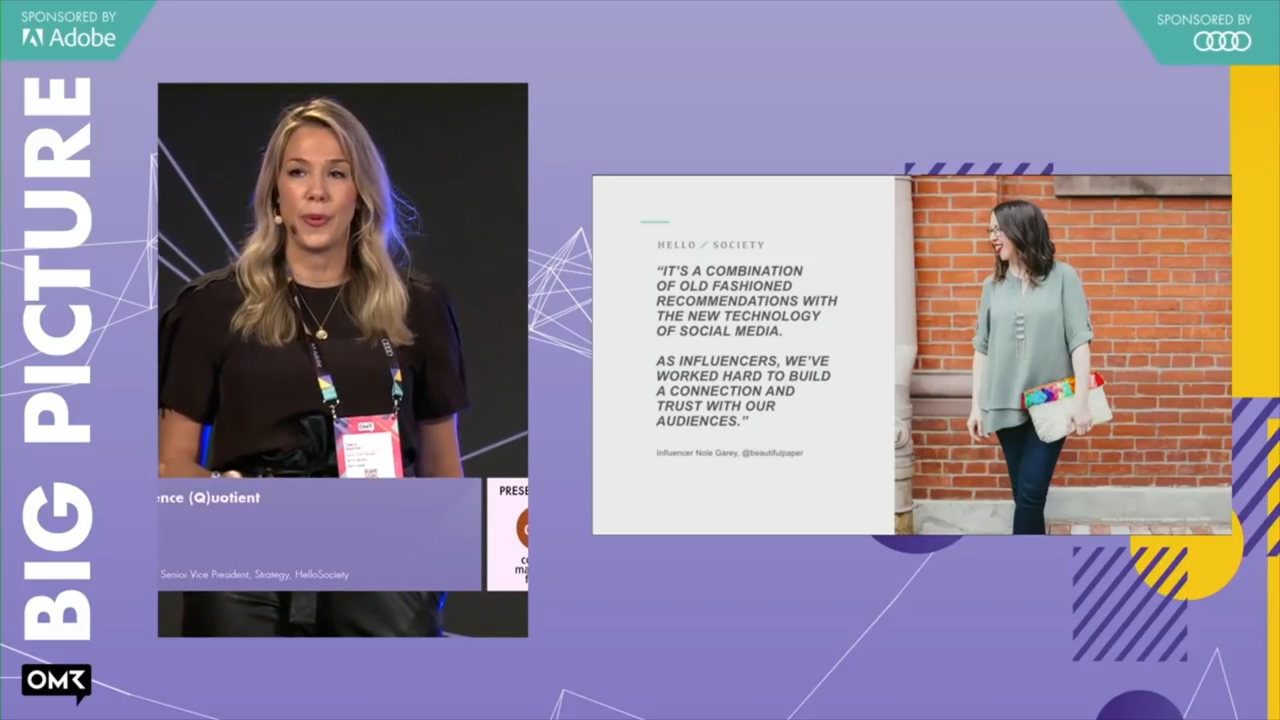 SPONSORED BY
Adobe
SPONSORED BY
BIG PICTURE
HELLO SOCIETY
“IT’S A COMBINATION
OF OLD FASHIONED
RECOMMENDATIONS WITH
THE NEW TECHNOLOGY
OF SOCIAL MEDIA.
AS INFLUENCERS, WE’VE
WORKED HARD TO BUILD
A CONNECTION AND
TRUST WITH OUR
AUDIENCES.”
Influencer Nole Garey, @beautifulpaper
OMR
ence (Q)uotient
PRESE
Senior Vice President, Strategy, HelloSociety
OMR